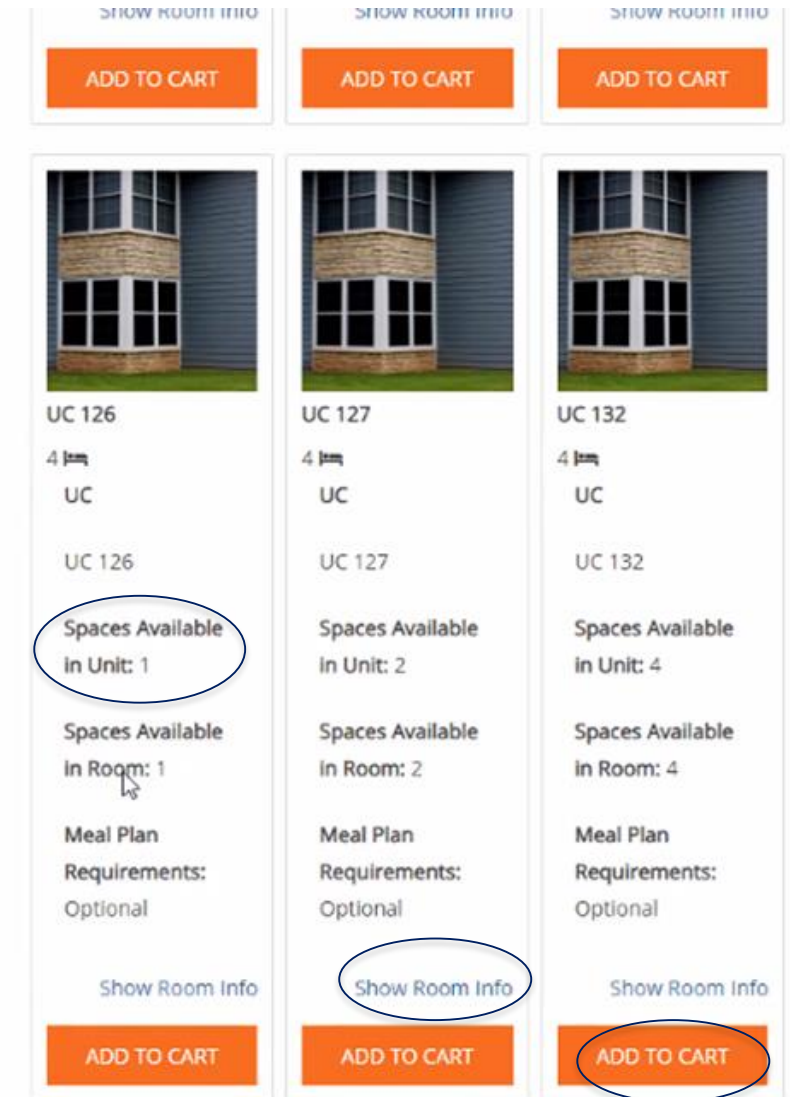 Show Room Info
Show Room Info
Show Room Info
ADD TO CART
ADD TO CART
ADD TO CART
UC 126
4
UC
UC 126
Spaces Available
in Unit: 1
Spaces Available
in Room: 1
Meal Plan
Requirements:
Optional
Show Room Info
ADD TO CART
UC 127
4
UC
UC 127
Spaces Available
in Unit: 2
Spaces Available
in Room: 2
Meal Plan
Requirements:
Optional
Show Room Info
ADD TO CART
UC 132
4
UC
UC 132
Spaces Available
in Unit: 4
Spaces Available
in Room: 4
Meal Plan
Requirements:
Optional
Show Room Info
ADD TO CART